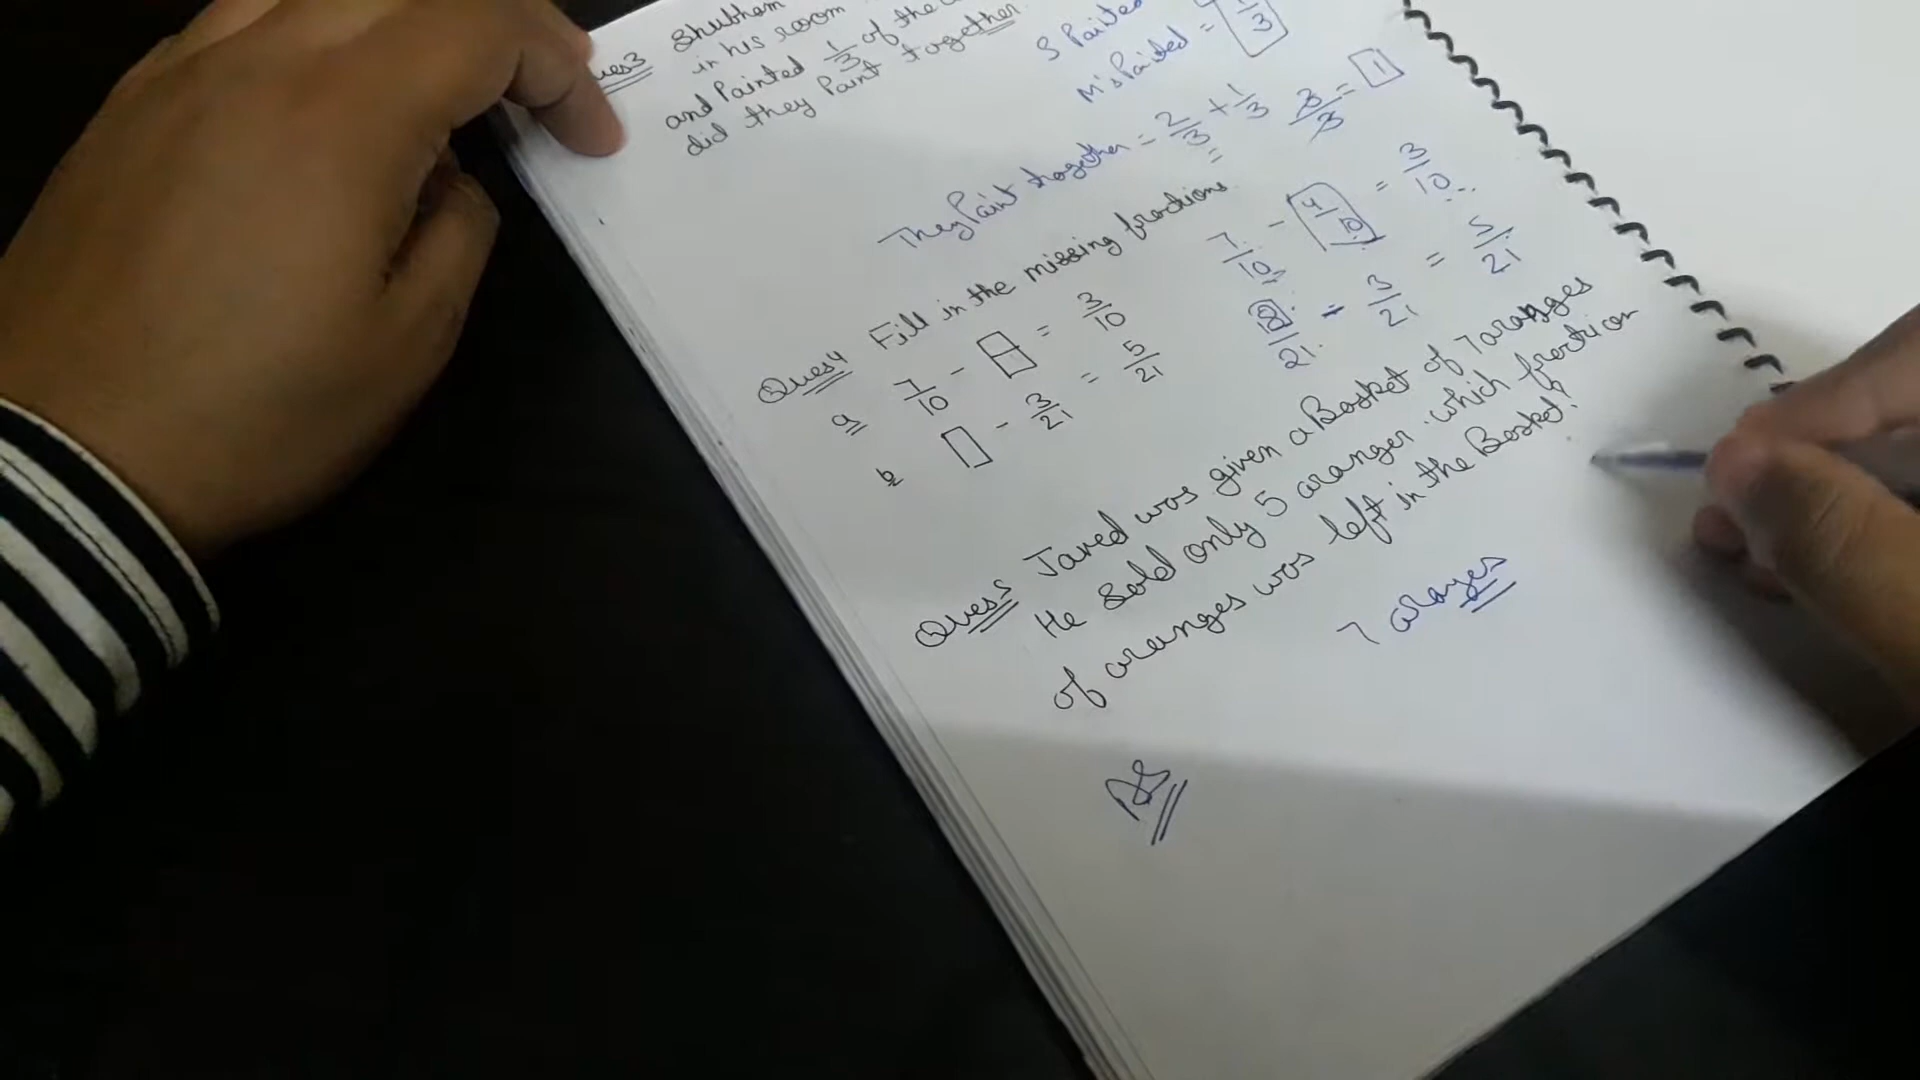 ues3 Shubham
in his room
and Painted 1/3 of the
did they Paint together.
S Painted
M's Painted = 1/3
They Paint together = 2/3 + 1/3
= 3/3 = 1
Ques4 Fill in the missing fractions.
a 7/10 - □/□ = 3/10
b □ - 3/21 = 5/21
7/10 - 4/10 = 3/10
8/21 - 3/21 = 5/21
Ques5 Jared was given a Basket of 7 oranges
He Sold only 5 oranger. which fraction
of oranges was left in the Basket?
7 oranges